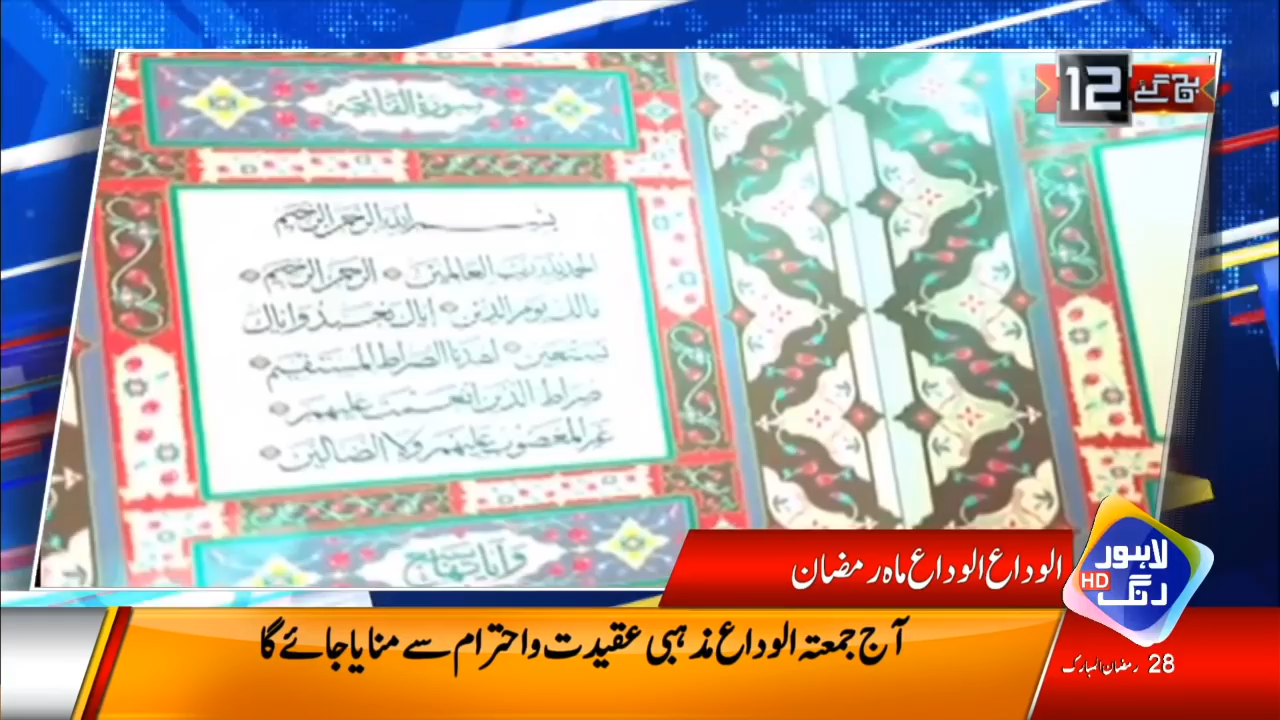 12 بج گئے
سورة الفاتحة
بسم الله الرحمن الرحيم
الحمد لله رب العالمين ۞ الرحمن الرحيم ۞
مالك يوم الدين ۞ اياك نعبد واياك
نستعين ۞ اهدنا الصراط المستقيم ۞
صراط الذين انعمت عليهم ۞
غير المغضوب عليهم ولا الضالين ۞
الوداع الوداع ماہ رمضان
لاہور رنگ HD
آج جمعتہ الوداع مذہبی عقیدت واحترام سے منایا جائے گا
28 رمضان المبارک